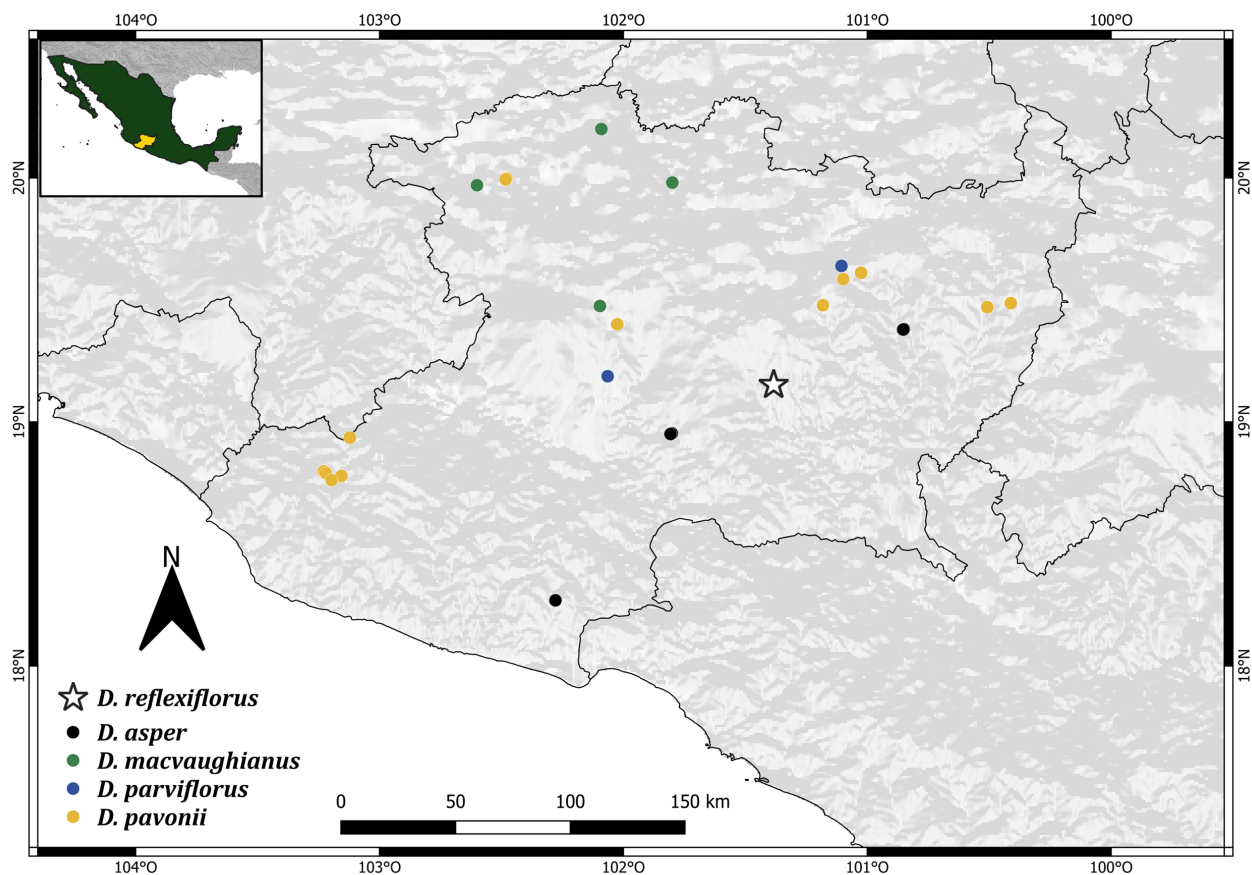 104°O 103°O 102°O 101°O 100°O
20°N 20°N
19°N 19°N
18°N 18°N
N
D. reflexiflorus
D. asper
D. macvaughianus
D. parviflorus
D. pavonii
0 50 100 150 km
104°O 103°O 102°O 101°O 100°O